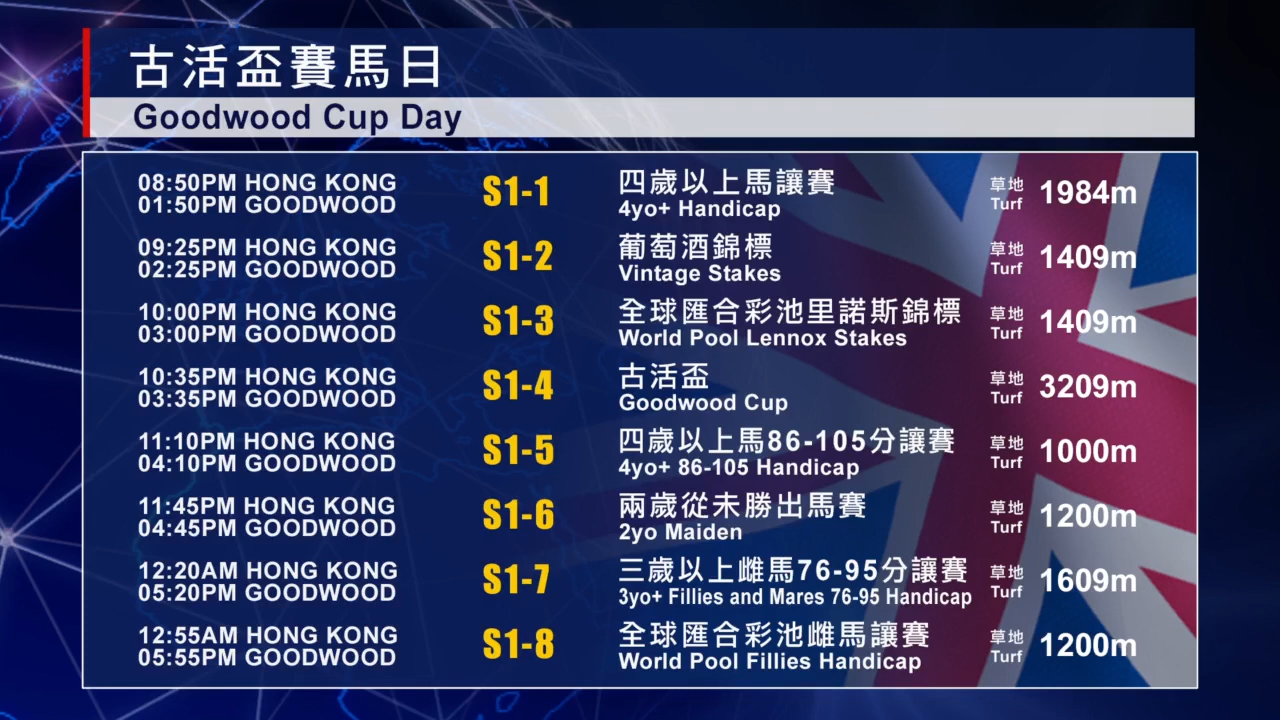 古活盃賽馬日
Goodwood Cup Day
08:50PM HONG KONG
01:50PM GOODWOOD
S1-1
四歲以上馬讓賽
4yo+ Handicap
草地
Turf
1984m
09:25PM HONG KONG
02:25PM GOODWOOD
S1-2
葡萄酒錦標
Vintage Stakes
草地
Turf
1409m
10:00PM HONG KONG
03:00PM GOODWOOD
S1-3
全球匯合彩池里諾斯錦標
World Pool Lennox Stakes
草地
Turf
1409m
10:35PM HONG KONG
03:35PM GOODWOOD
S1-4
古活盃
Goodwood Cup
草地
Turf
3209m
11:10PM HONG KONG
04:10PM GOODWOOD
S1-5
四歲以上馬86-105分讓賽
4yo+ 86-105 Handicap
草地
Turf
1000m
11:45PM HONG KONG
04:45PM GOODWOOD
S1-6
兩歲從未勝出馬賽
2yo Maiden
草地
Turf
1200m
12:20AM HONG KONG
05:20PM GOODWOOD
S1-7
三歲以上雌馬76-95分讓賽
3yo+ Fillies and Mares 76-95 Handicap
草地
Turf
1609m
12:55AM HONG KONG
05:55PM GOODWOOD
S1-8
全球匯合彩池雌馬讓賽
World Pool Fillies Handicap
草地
Turf
1200m